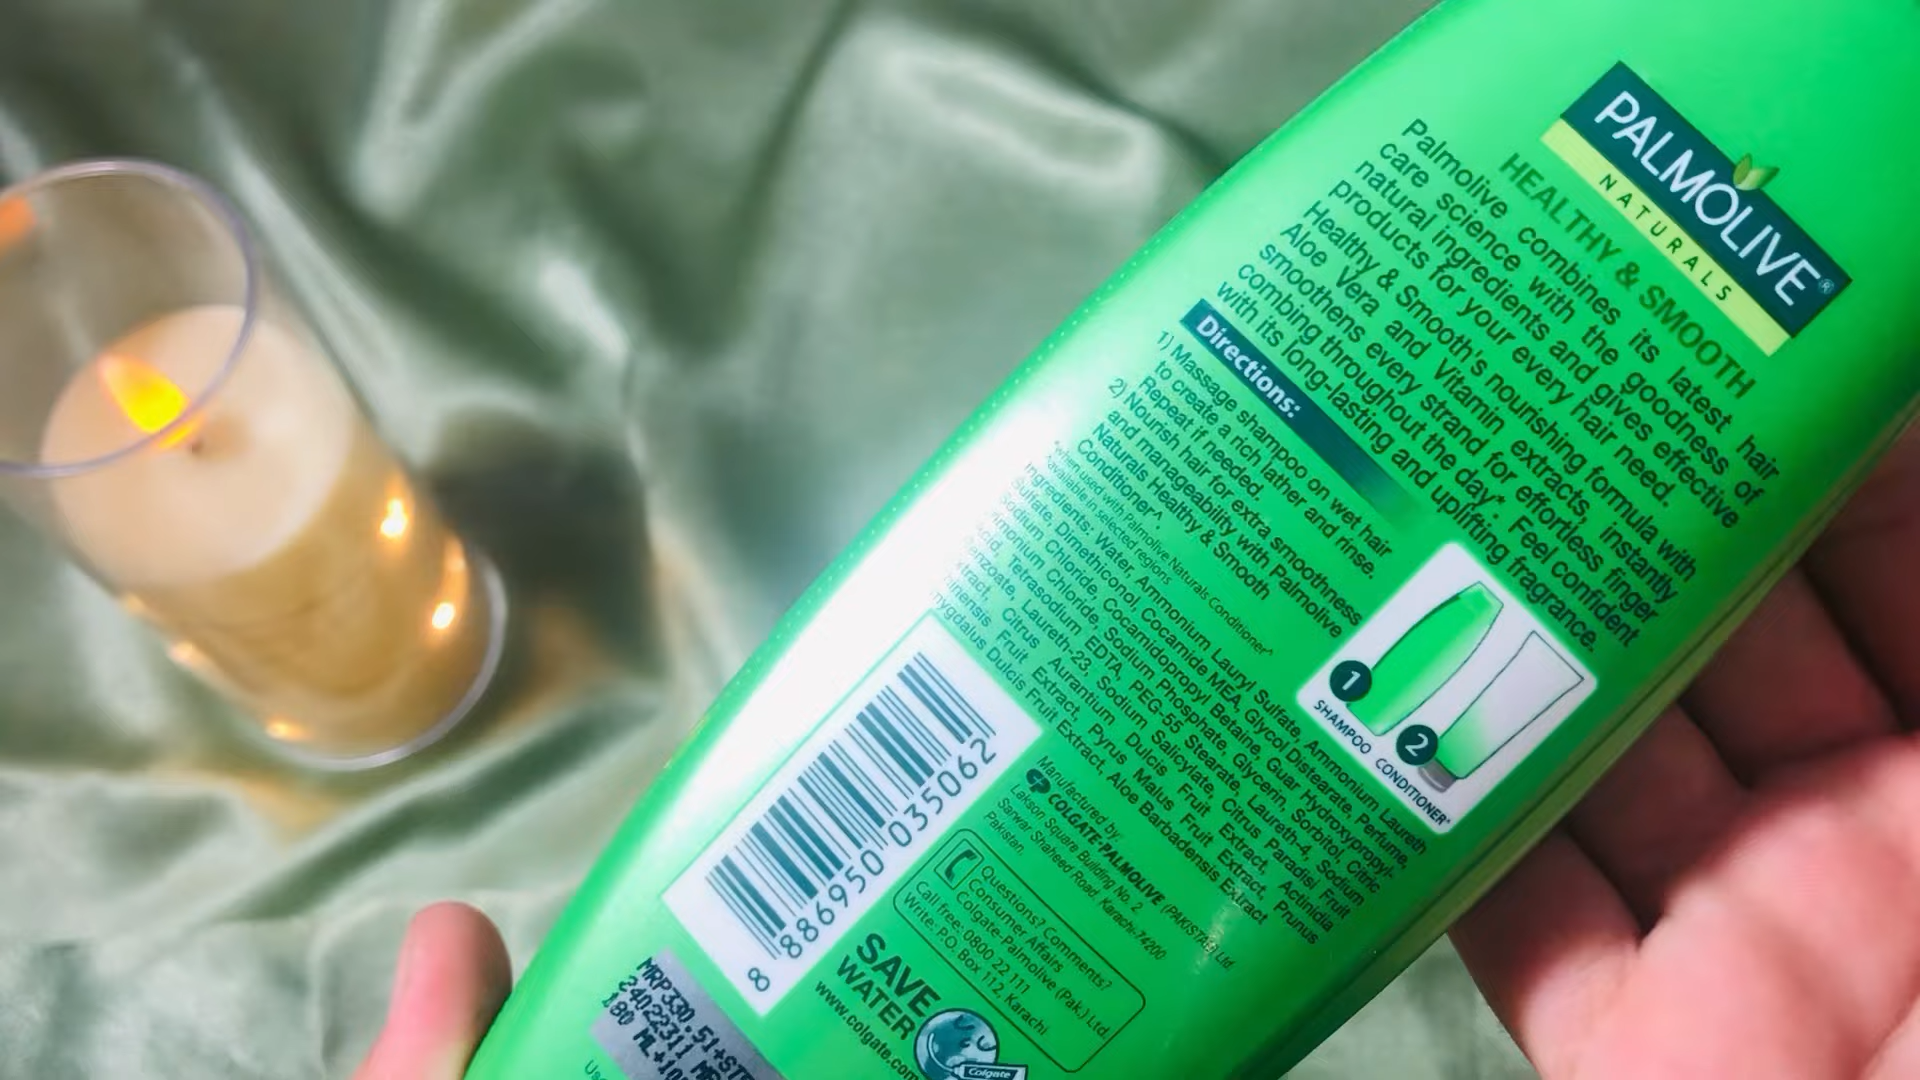 PALMOLIVE®
NATURALS
HEALTHY & SMOOTH
Palmolive combines its latest hair
care science with the goodness of
natural ingredients and gives effective
products for your every hair need.
Healthy & Smooth's nourishing formula with
Aloe Vera and Vitamin extracts, instantly
smoothens every strand for effortless finger
combing throughout the day*. Feel confident
with its long-lasting and uplifting fragrance.
Directions:
1) Massage shampoo on wet hair
to create a rich lather and rinse.
Repeat if needed.
2) Nourish hair for extra smoothness
and manageability with Palmolive
Naturals Healthy & Smooth
Conditioner^.
*when used with Palmolive Naturals Conditioner^
^available in selected regions
Ingredients: Water, Ammonium Lauryl Sulfate, Ammonium Laureth
Sulfate, Dimethiconol, Cocamide MEA, Glycol Distearate, Perfume,
Sodium Chloride, Cocamidopropyl Betaine, Guar Hydroxypropyl-
trimonium Chloride, Sodium Phosphate, Glycerin, Sorbitol, Citric
Acid, Tetrasodium EDTA, PEG-55 Stearate, Laureth-4, Sodium
Benzoate, Laureth-23, Sodium Salicylate, Citrus Paradisi Fruit
Extract, Citrus Aurantium Dulcis Fruit Extract, Actinidia
Chinensis Fruit Extract, Pyrus Malus Fruit Extract, Prunus
Amygdalus Dulcis Fruit Extract, Aloe Barbadensis Extract
1
SHAMPOO
2
CONDITIONER^
8 886950 035062
Manufactured by:
COLGATE-PALMOLIVE (PAKISTAN) Ltd.
Lakson Square Building No. 2
Sarwar Shaheed Road, Karachi-74200
Pakistan.
Questions? Comments?
Consumer Affairs
Colgate-Palmolive (Pak.) Ltd.
Call free: 0800 22 111
Write: P.O. Box 112, Karachi
SAVE
WATER
www.colgate.com
Colgate
MRP330.51+ST
24022311
180 ML